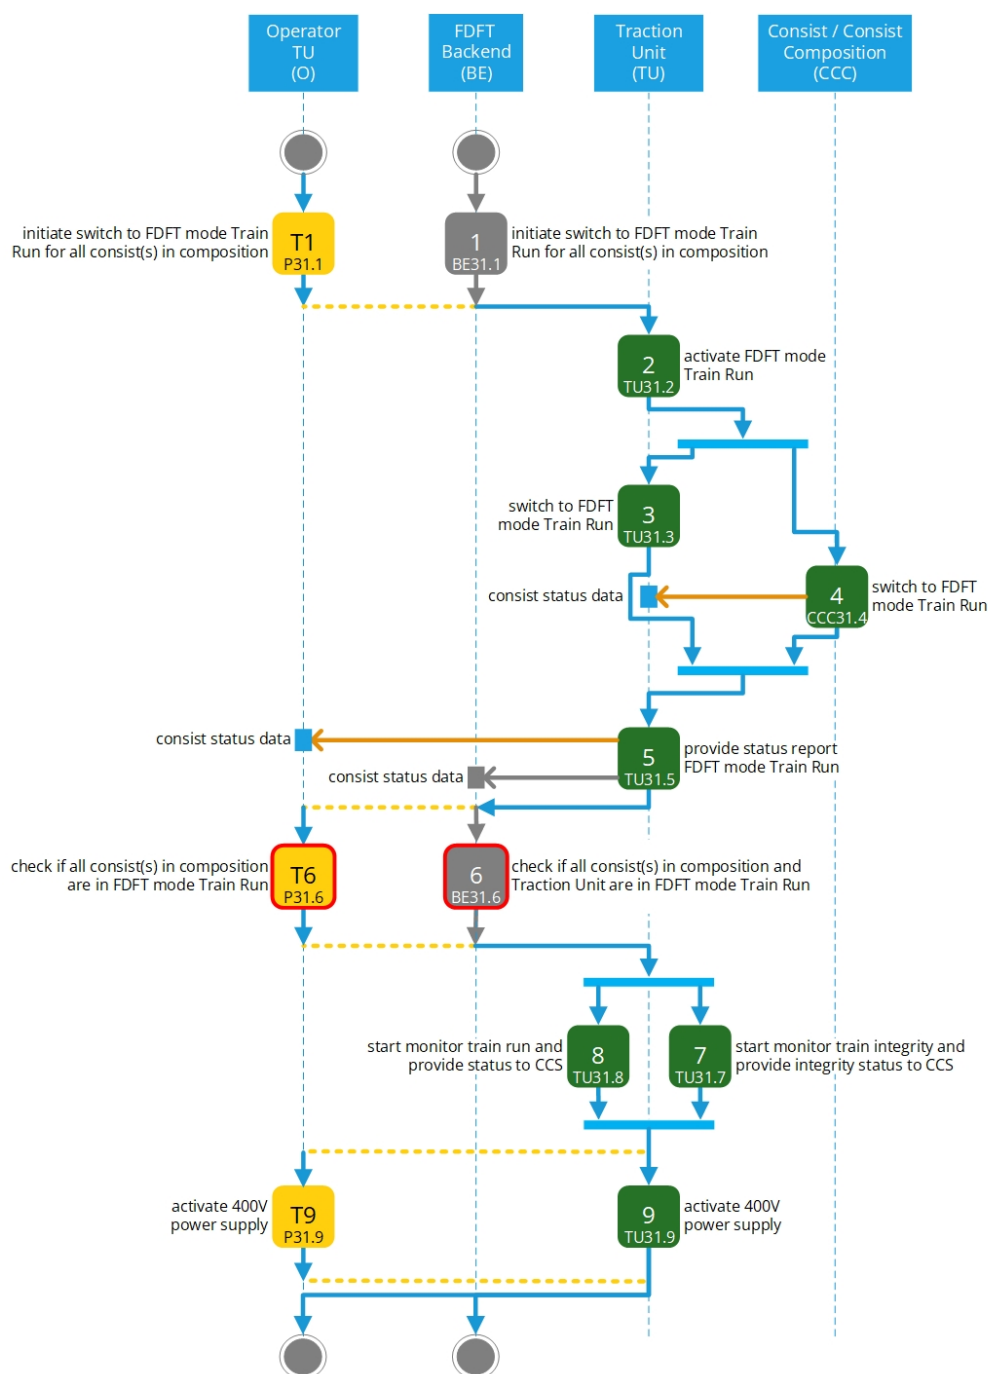 Operator
TU
(O)
FDFT
Backend
(BE)
Traction
Unit
(TU)
Consist / Consist
Composition
(CCC)
initiate switch to FDFT mode Train
Run for all consist(s) in composition
T1
P31.1
1
BE31.1
initiate switch to FDFT mode Train
Run for all consist(s) in composition
2
TU31.2
activate FDFT mode
Train Run
switch to FDFT
mode Train Run
3
TU31.3
consist status data
4
CCC31.4
switch to FDFT
mode Train Run
consist status data
5
TU31.5
provide status report
FDFT mode Train Run
consist status data
check if all consist(s) in composition
are in FDFT mode Train Run
T6
P31.6
6
BE31.6
check if all consist(s) in composition and
Traction Unit are in FDFT mode Train Run
start monitor train run and
provide status to CCS
8
TU31.8
7
TU31.7
start monitor train integrity and
provide integrity status to CCS
activate 400V
power supply
T9
P31.9
9
TU31.9
activate 400V
power supply